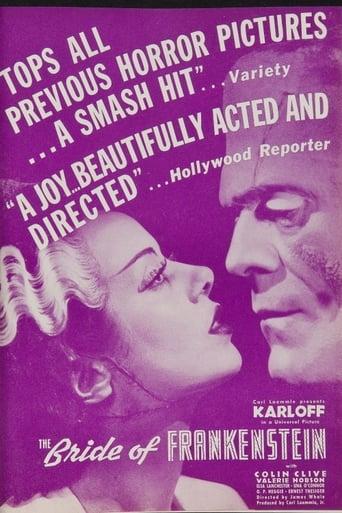 TOPS ALL
PREVIOUS HORROR PICTURES
...A SMASH HIT"...Variety
"A JOY...BEAUTIFULLY ACTED AND
DIRECTED"...Hollywood Reporter
Carl Laemmle presents
KARLOFF
in a Universal Picture
THE Bride of FRANKENSTEIN
with
COLIN CLIVE
VALERIE HOBSON
ELSA LANCHESTER · UNA O'CONNOR
O. P. HEGGIE · ERNEST THESIGER
Directed by James Whale
Produced by Carl Laemmle, Jr.